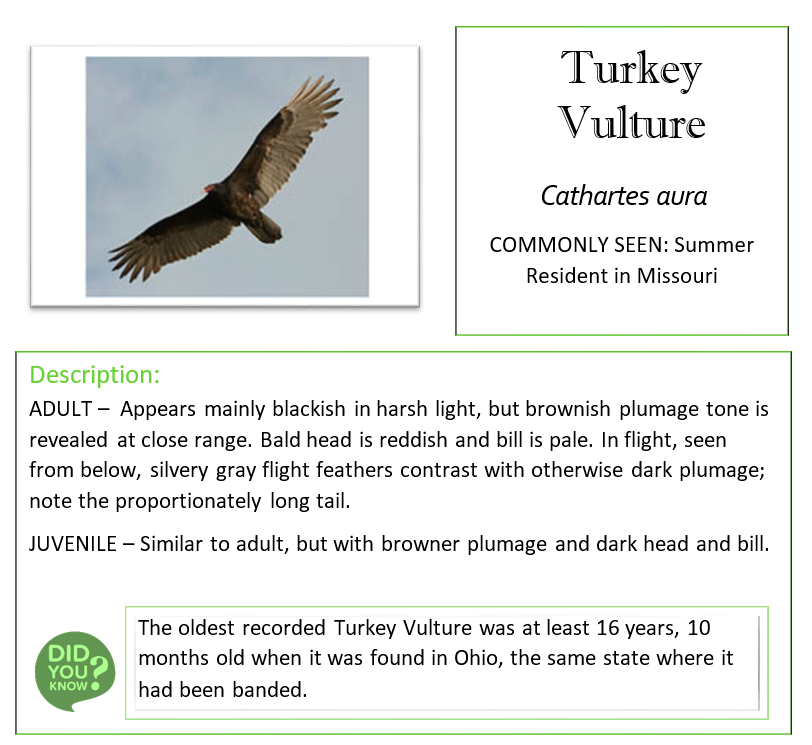 Turkey
Vulture
Cathartes aura
COMMONLY SEEN: Summer
Resident in Missouri
Description:
ADULT – Appears mainly blackish in harsh light, but brownish plumage tone is
revealed at close range. Bald head is reddish and bill is pale. In flight, seen
from below, silvery gray flight feathers contrast with otherwise dark plumage;
note the proportionately long tail.
JUVENILE – Similar to adult, but with browner plumage and dark head and bill.
DID
YOU
KNOW?
The oldest recorded Turkey Vulture was at least 16 years, 10
months old when it was found in Ohio, the same state where it
had been banded.